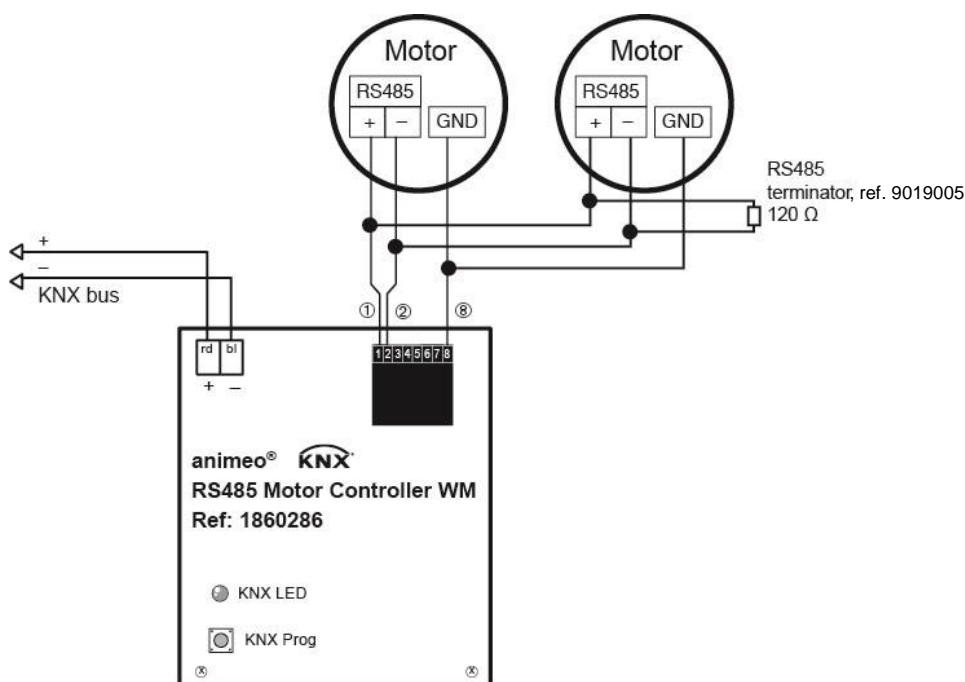 Motor
RS485
+ − GND
Motor
RS485
+ − GND
RS485
terminator, ref. 9019005
120 Ω
+
−
KNX bus
① ② ⑧
rd bl
+ −
1 2 3 4 5 6 7 8
animeo® KNX
RS485 Motor Controller WM
Ref: 1860286
KNX LED
KNX Prog